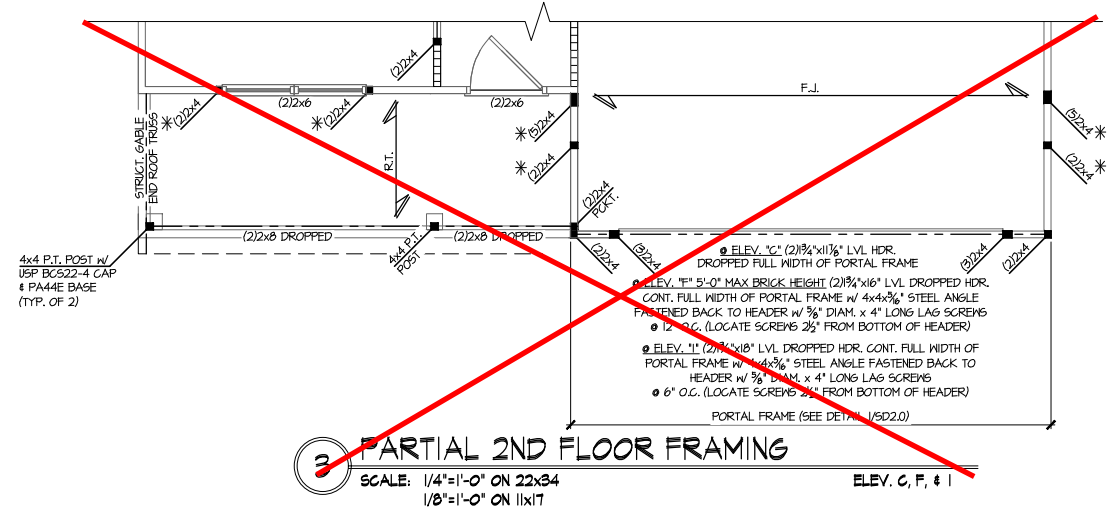 (2)2x4
(2)2x6
(2)2x6
F.J.
*(2)2x4
*(2)2x4
*(5)2x4
(5)2x4
*
STRUCT. GABLE
END ROOF TRUSS
R.T.
*(2)2x4
(2)2x4
*
(2)2x4
PCKT.
(2)2x8 DROPPED
(2)2x8 DROPPED
4x4 P.T.
POST
(2)2x4
(3)2x4
(3)2x4
(2)2x4
4x4 P.T. POST W/
USP BCS22-4 CAP
& PA44E BASE
(TYP. OF 2)
@ ELEV. "C" (2)1¾"x11⅞" LVL HDR.
DROPPED FULL WIDTH OF PORTAL FRAME
@ ELEV. "F" 5'-0" MAX BRICK HEIGHT (2)1¾"x16" LVL DROPPED HDR.
CONT. FULL WIDTH OF PORTAL FRAME W/ 4x4x5/16" STEEL ANGLE
FASTENED BACK TO HEADER W/ ⅝" DIAM. x 4" LONG LAG SCREWS
@ 12" O.C. (LOCATE SCREWS 2½" FROM BOTTOM OF HEADER)
@ ELEV. "I" (2)1¾"x18" LVL DROPPED HDR. CONT. FULL WIDTH OF
PORTAL FRAME W/ 4x4x5/16" STEEL ANGLE FASTENED BACK TO
HEADER W/ ⅝" DIAM. x 4" LONG LAG SCREWS
@ 6" O.C. (LOCATE SCREWS 2½" FROM BOTTOM OF HEADER)
PORTAL FRAME (SEE DETAIL 1/SD2.0)
3 PARTIAL 2ND FLOOR FRAMING
SCALE: 1/4"=1'-0" ON 22x34 ELEV. C, F, & I
1/8"=1'-0" ON 11x17